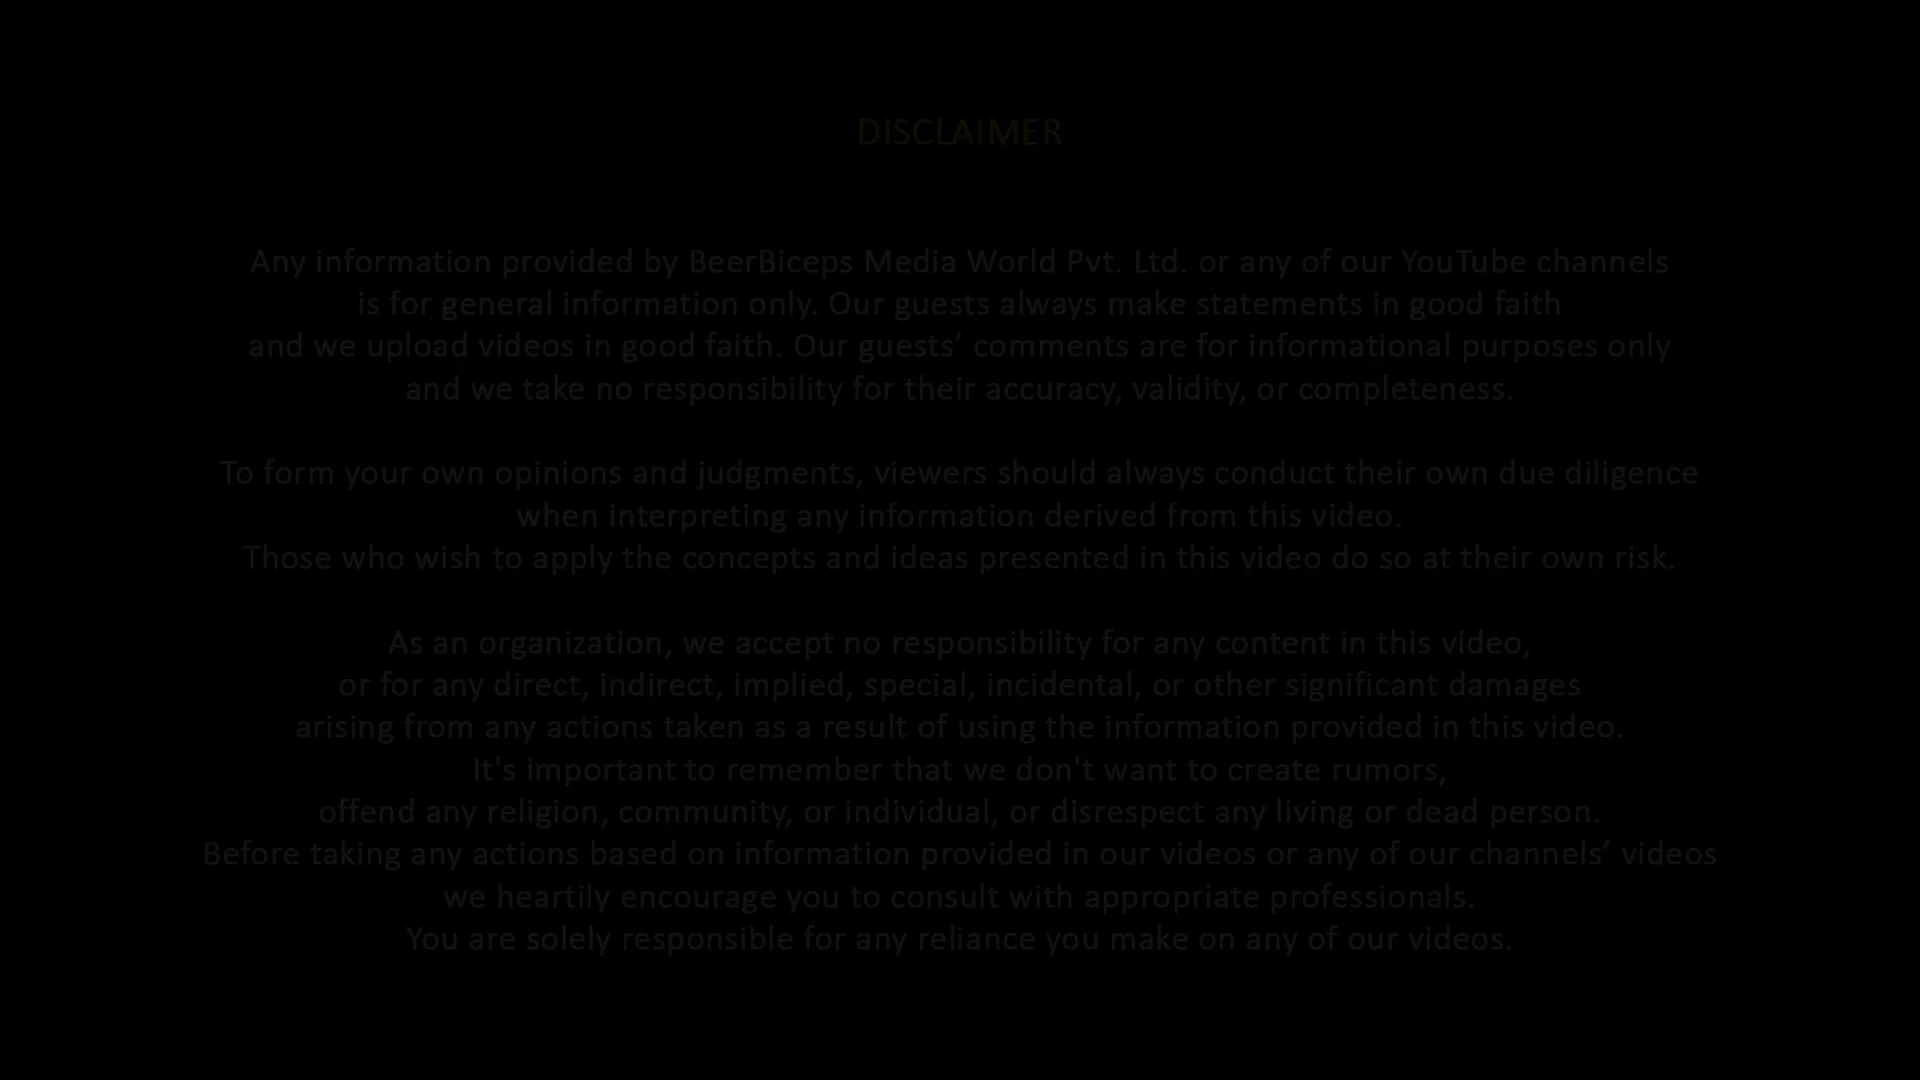 DISCLAIMER
Any information provided by BeerBiceps Media World Pvt. Ltd. or any of our YouTube channels
is for general information only. Our guests always make statements in good faith
and we upload videos in good faith. Our guests’ comments are for informational purposes only
and we take no responsibility for their accuracy, validity, or completeness.
To form your own opinions and judgments, viewers should always conduct their own due diligence
when interpreting any information derived from this video.
Those who wish to apply the concepts and ideas presented in this video do so at their own risk.
As an organization, we accept no responsibility for any content in this video,
or for any direct, indirect, implied, special, incidental, or other significant damages
arising from any actions taken as a result of using the information provided in this video.
It's important to remember that we don't want to create rumors,
offend any religion, community, or individual, or disrespect any living or dead person.
Before taking any actions based on information provided in our videos or any of our channels’ videos
we heartily encourage you to consult with appropriate professionals.
You are solely responsible for any reliance you make on any of our videos.